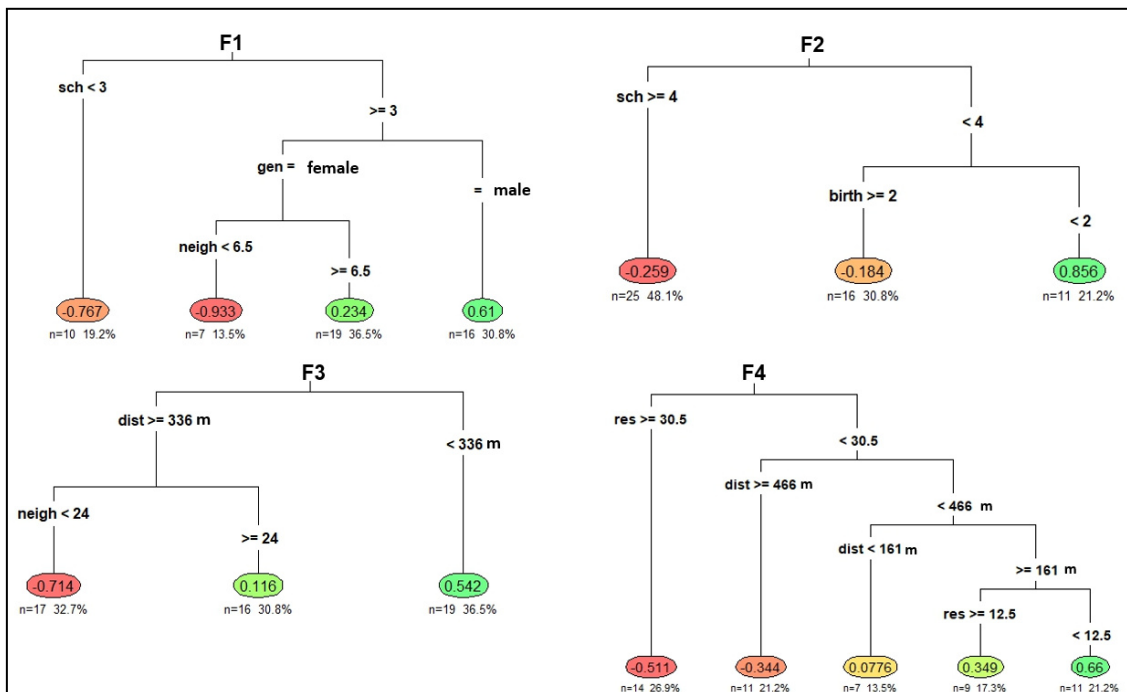 F1
sch < 3
>= 3
gen = female
= male
neigh < 6.5
>= 6.5
-0.767
-0.933
0.234
0.61
n=10 19.2%
n=7 13.5%
n=19 36.5%
n=16 30.8%
F2
sch >= 4
< 4
birth >= 2
< 2
-0.259
-0.184
0.856
n=25 48.1%
n=16 30.8%
n=11 21.2%
F3
dist >= 336 m
< 336 m
neigh < 24
>= 24
-0.714
0.116
0.542
n=17 32.7%
n=16 30.8%
n=19 36.5%
F4
res >= 30.5
< 30.5
dist >= 466 m
< 466 m
dist < 161 m
>= 161 m
res >= 12.5
< 12.5
-0.511
-0.344
0.0776
0.349
0.66
n=14 26.9%
n=11 21.2%
n=7 13.5%
n=9 17.3%
n=11 21.2%